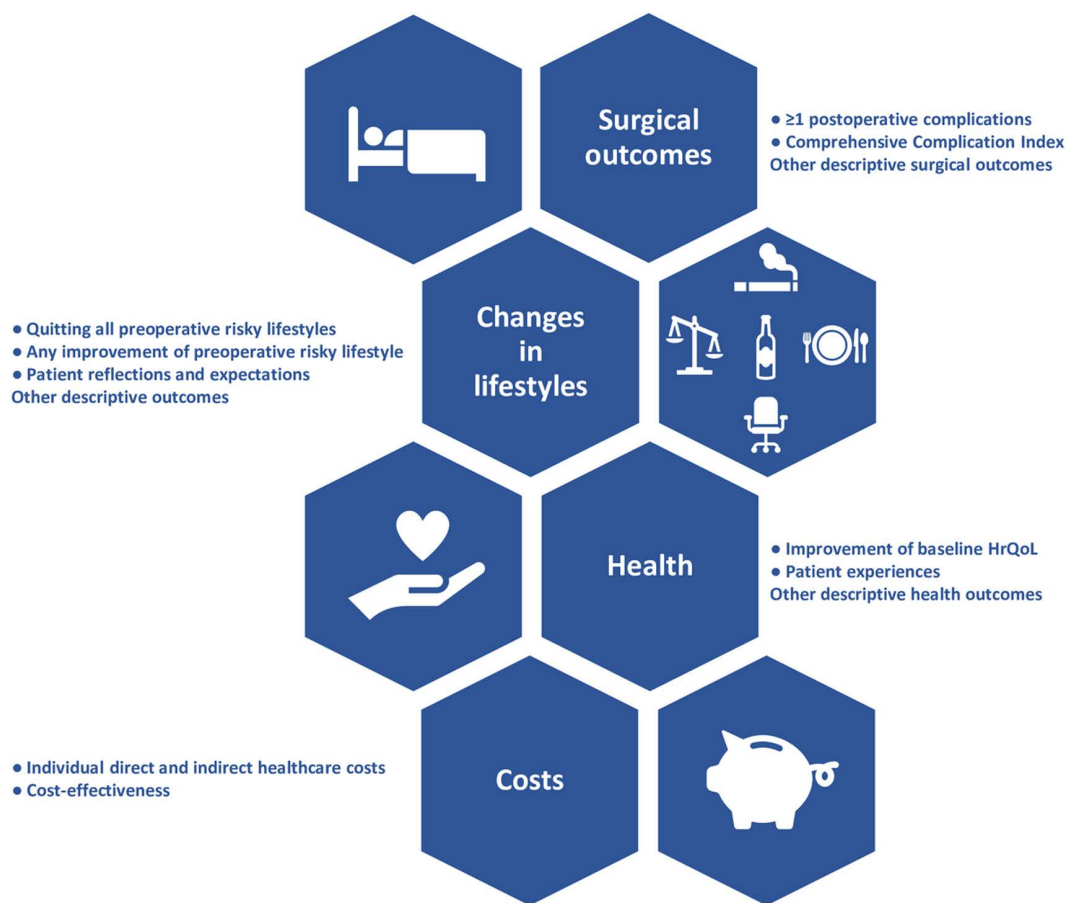 Surgical
outcomes
● ≥1 postoperative complications
● Comprehensive Complication Index
Other descriptive surgical outcomes
Changes
in
lifestyles
● Quitting all preoperative risky lifestyles
● Any improvement of preoperative risky lifestyle
● Patient reflections and expectations
Other descriptive outcomes
Health
● Improvement of baseline HrQoL
● Patient experiences
Other descriptive health outcomes
Costs
● Individual direct and indirect healthcare costs
● Cost-effectiveness